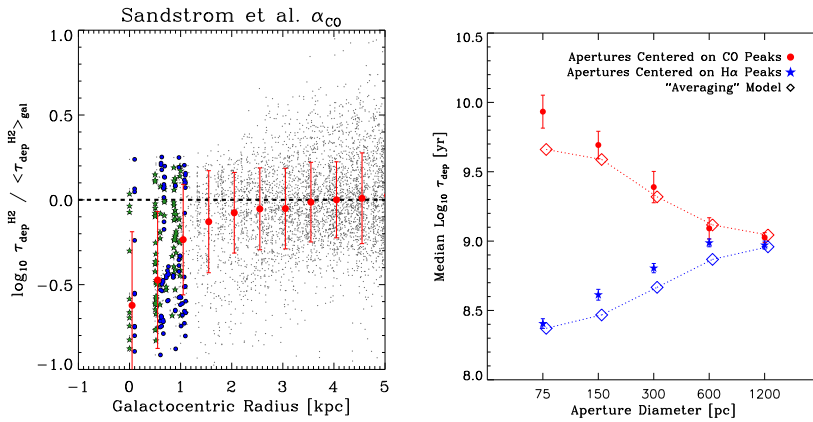 Sandstrom et al. α_CO
log₁₀ τ_dep^H2 / <τ_dep^H2>_gal
1.0
0.5
0.0
−0.5
−1.0
−1 0 1 2 3 4 5
Galactocentric Radius [kpc]
Median Log₁₀ τ_dep [yr]
10.5
10.0
9.5
9.0
8.5
8.0
Apertures Centered on CO Peaks
Apertures Centered on Hα Peaks
"Averaging" Model
75 150 300 600 1200
Aperture Diameter [pc]